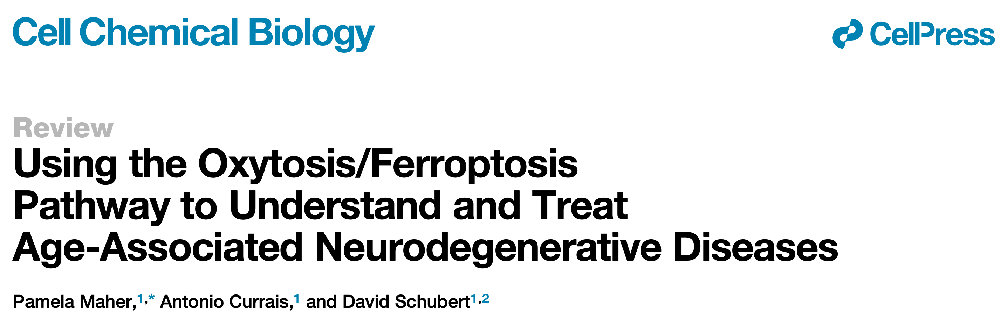 Cell Chemical Biology
CellPress
Review
Using the Oxytosis/Ferroptosis
Pathway to Understand and Treat
Age-Associated Neurodegenerative Diseases
Pamela Maher,1,* Antonio Currais,1 and David Schubert1,2